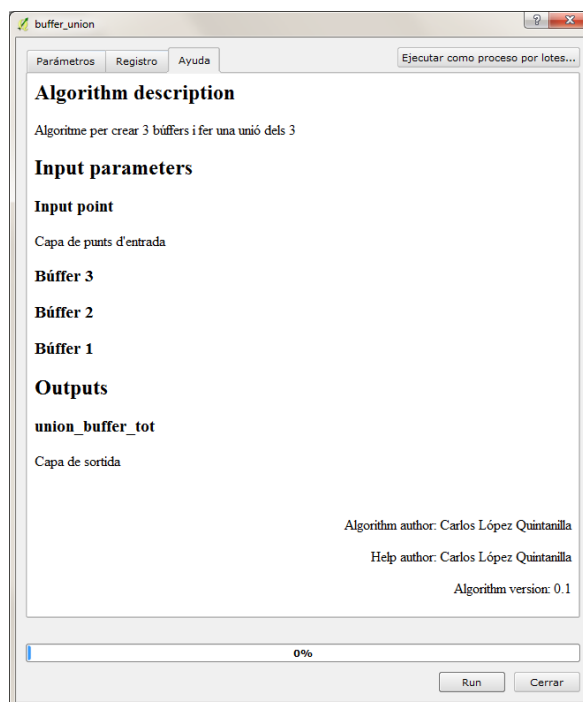 buffer_union
Parámetros Registro Ayuda Ejecutar como proceso por lotes...
Algorithm description
Algoritme per crear 3 búffers i fer una unió dels 3
Input parameters
Input point
Capa de punts d'entrada
Búffer 3
Búffer 2
Búffer 1
Outputs
union_buffer_tot
Capa de sortida
Algorithm author: Carlos López Quintanilla
Help author: Carlos López Quintanilla
Algorithm version: 0.1
0%
Run Cerrar